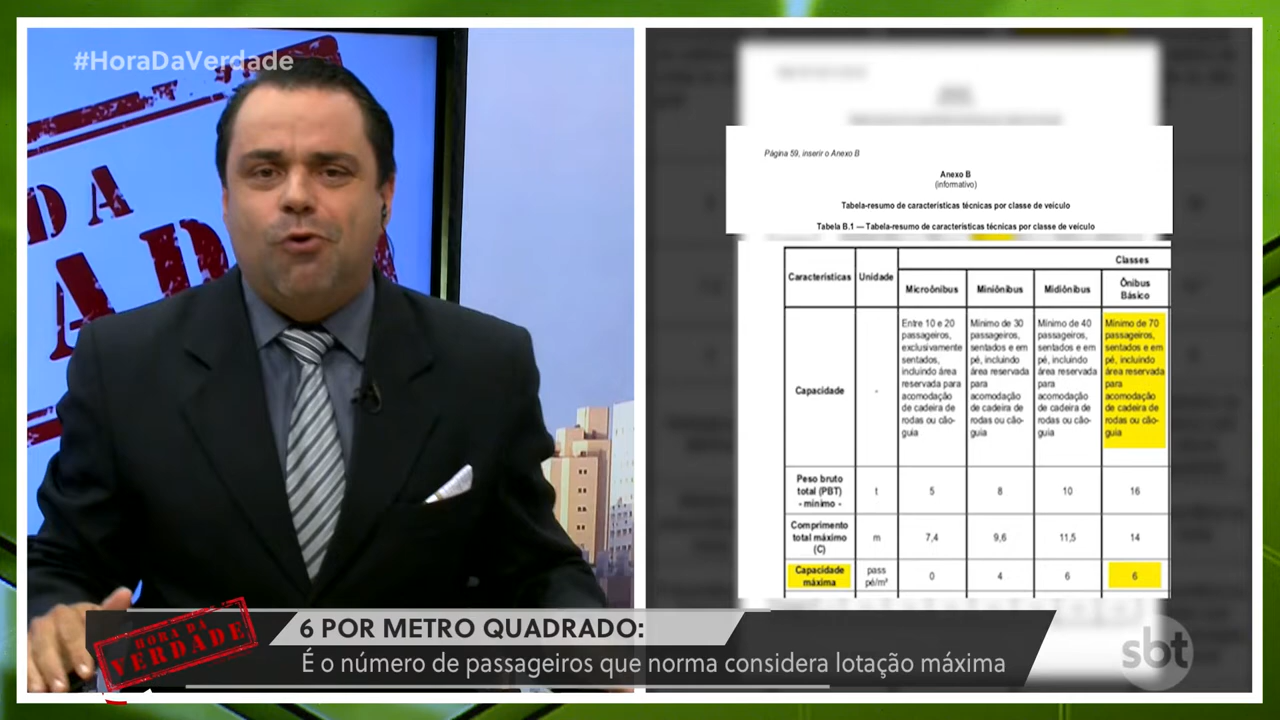 #HoraDaVerdade
DA
Página 59, inserir o Anexo B
Anexo B
(informativo)
Tabela-resumo de características técnicas por classe de veículo
Tabela B.1 — Tabela-resumo de características técnicas por classe de veículo
Classes
Características
Unidade
Microônibus
Miniônibus
Midiônibus
Ônibus
Básico
Capacidade
-
Entre 10 e 20
passageiros,
exclusivamente
sentados,
incluindo área
reservada para
acomodação
de cadeira de
rodas ou cão-
guia
Mínimo de 30
passageiros,
sentados e em
pé, incluindo
área reservada
para
acomodação
de cadeira de
rodas ou cão-
guia
Mínimo de 40
passageiros,
sentados e em
pé, incluindo
área reservada
para
acomodação
de cadeira de
rodas ou cão-
guia
Mínimo de 70
passageiros,
sentados e em
pé, incluindo
área reservada
para
acomodação
de cadeira de
rodas ou cão-
guia
Peso bruto
total (PBT)
- mínimo -
t
5
8
10
16
Comprimento
total máximo
(C)
m
7,4
9,6
11,5
14
Capacidade
máxima
pass
pé/m²
0
4
6
6
HORA DA
VERDADE
6 POR METRO QUADRADO:
É o número de passageiros que norma considera lotação máxima
sbt